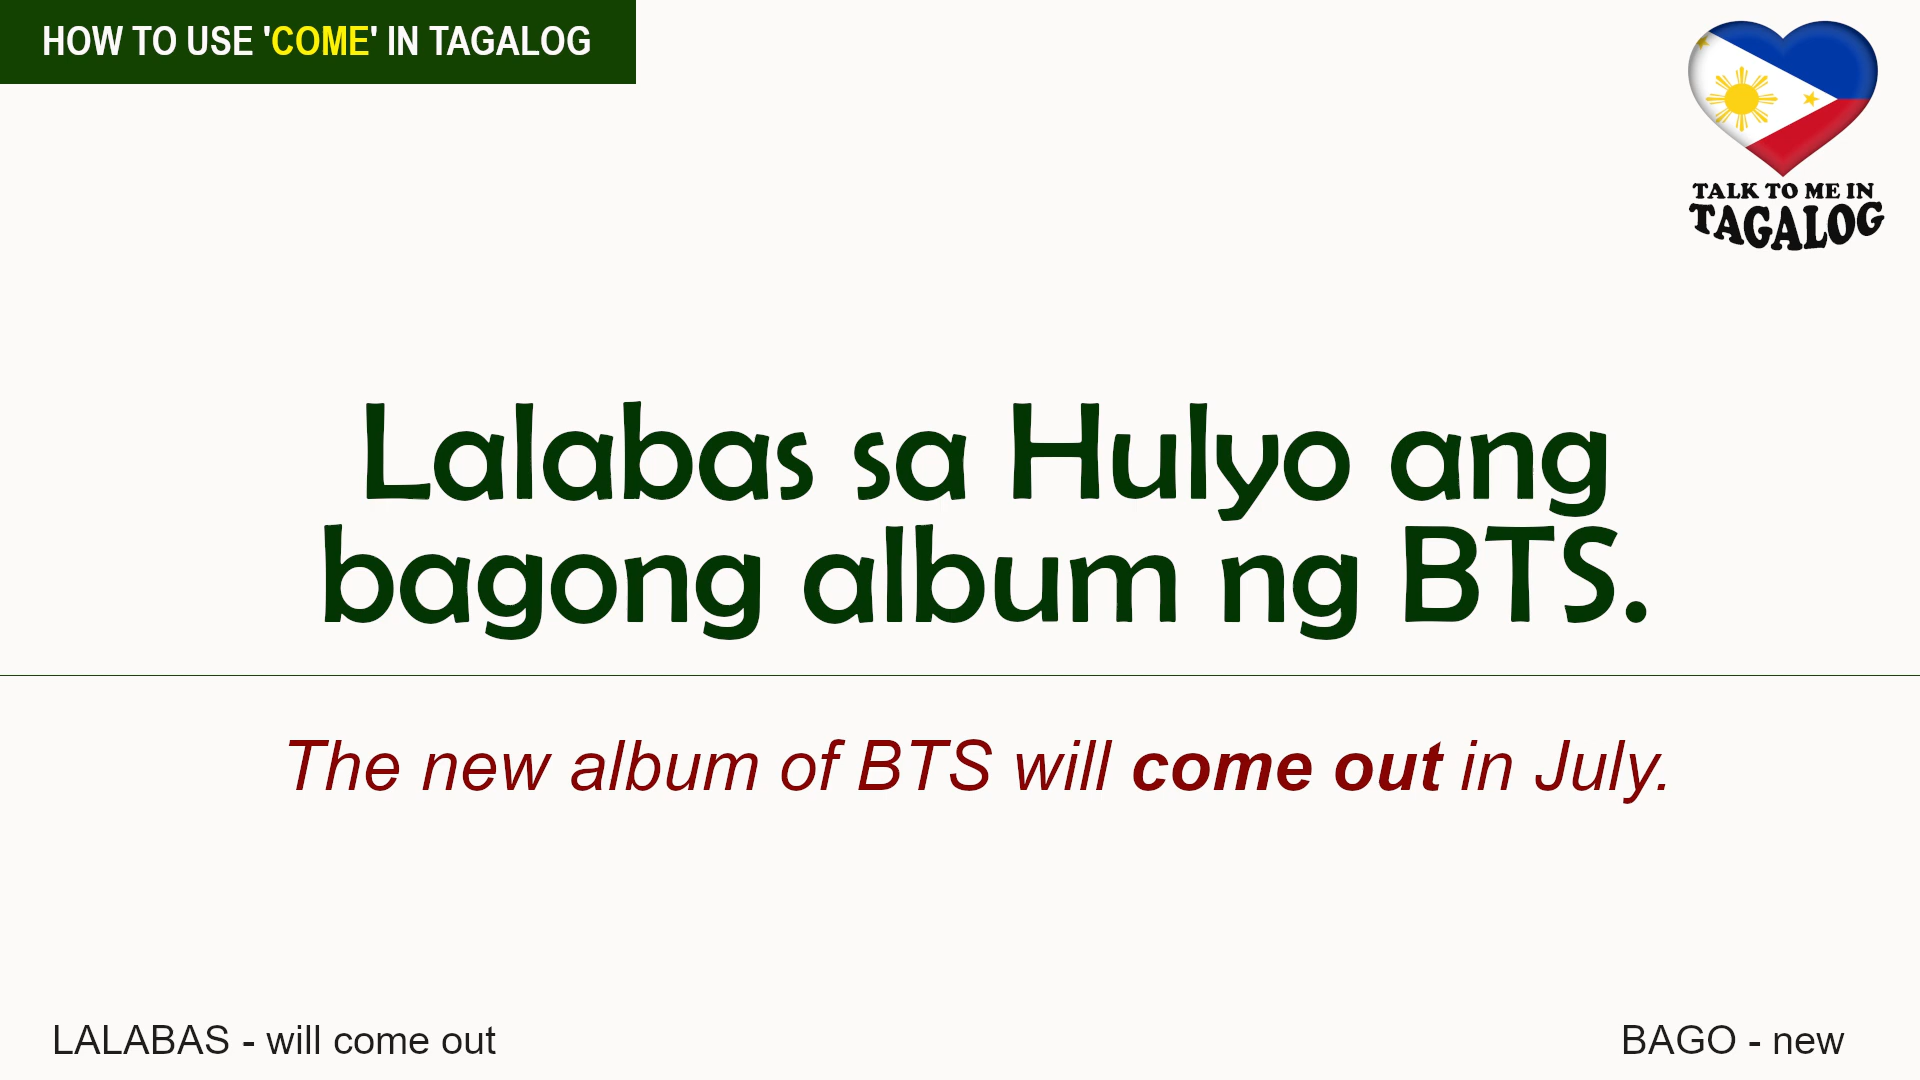 HOW TO USE 'COME' IN TAGALOG
TALK TO ME IN
TAGALOG
Lalabas sa Hulyo ang
bagong album ng BTS.
The new album of BTS will come out in July.
LALABAS - will come out
BAGO - new